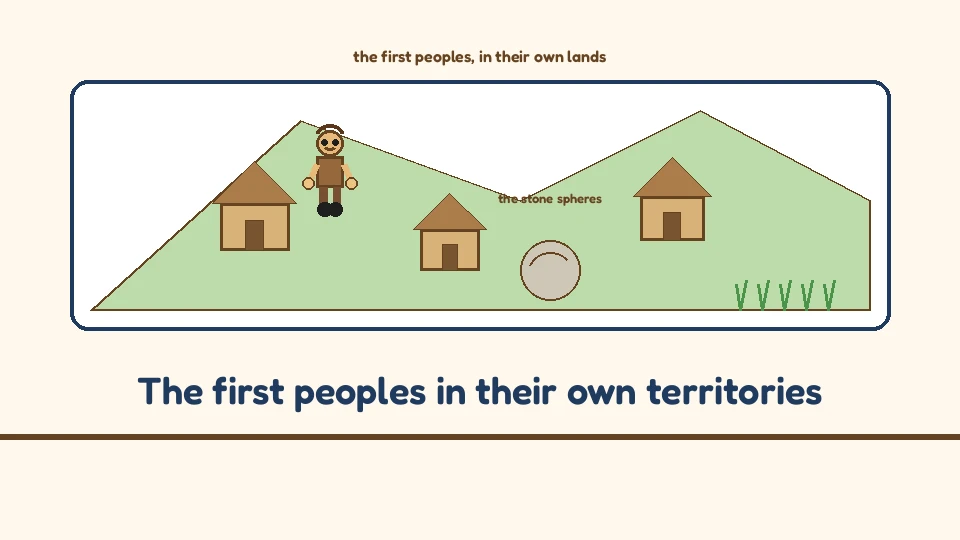 the first peoples, in their own lands
the stone spheres
The first peoples in their own territories